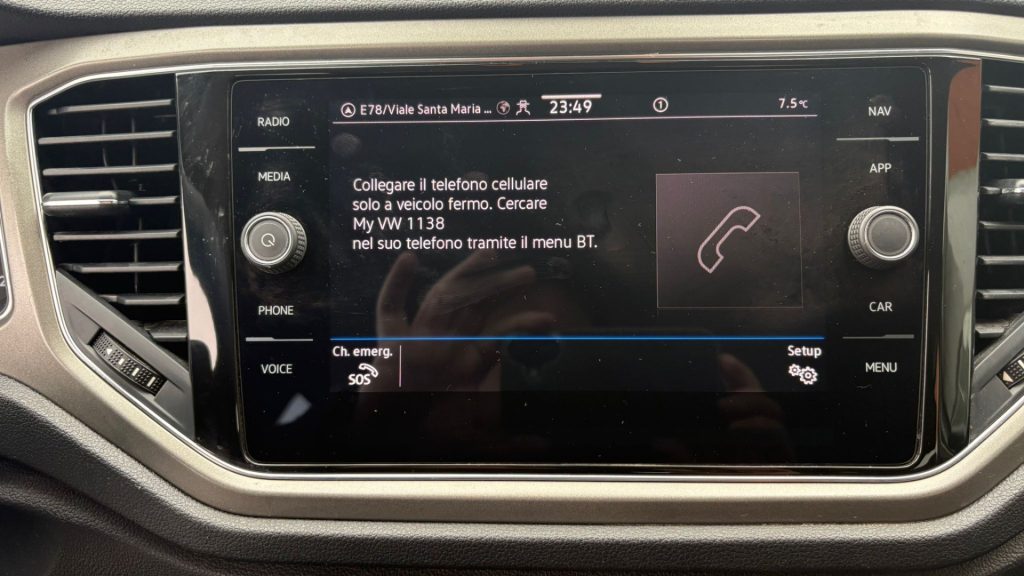 RADIO
MEDIA
PHONE
VOICE
E78/Viale Santa Maria ...
23:49
1
7.5°C
Collegare il telefono cellulare
solo a veicolo fermo. Cercare
My VW 1138
nel suo telefono tramite il menu BT.
Ch. emerg.
SOS
Setup
NAV
APP
CAR
MENU